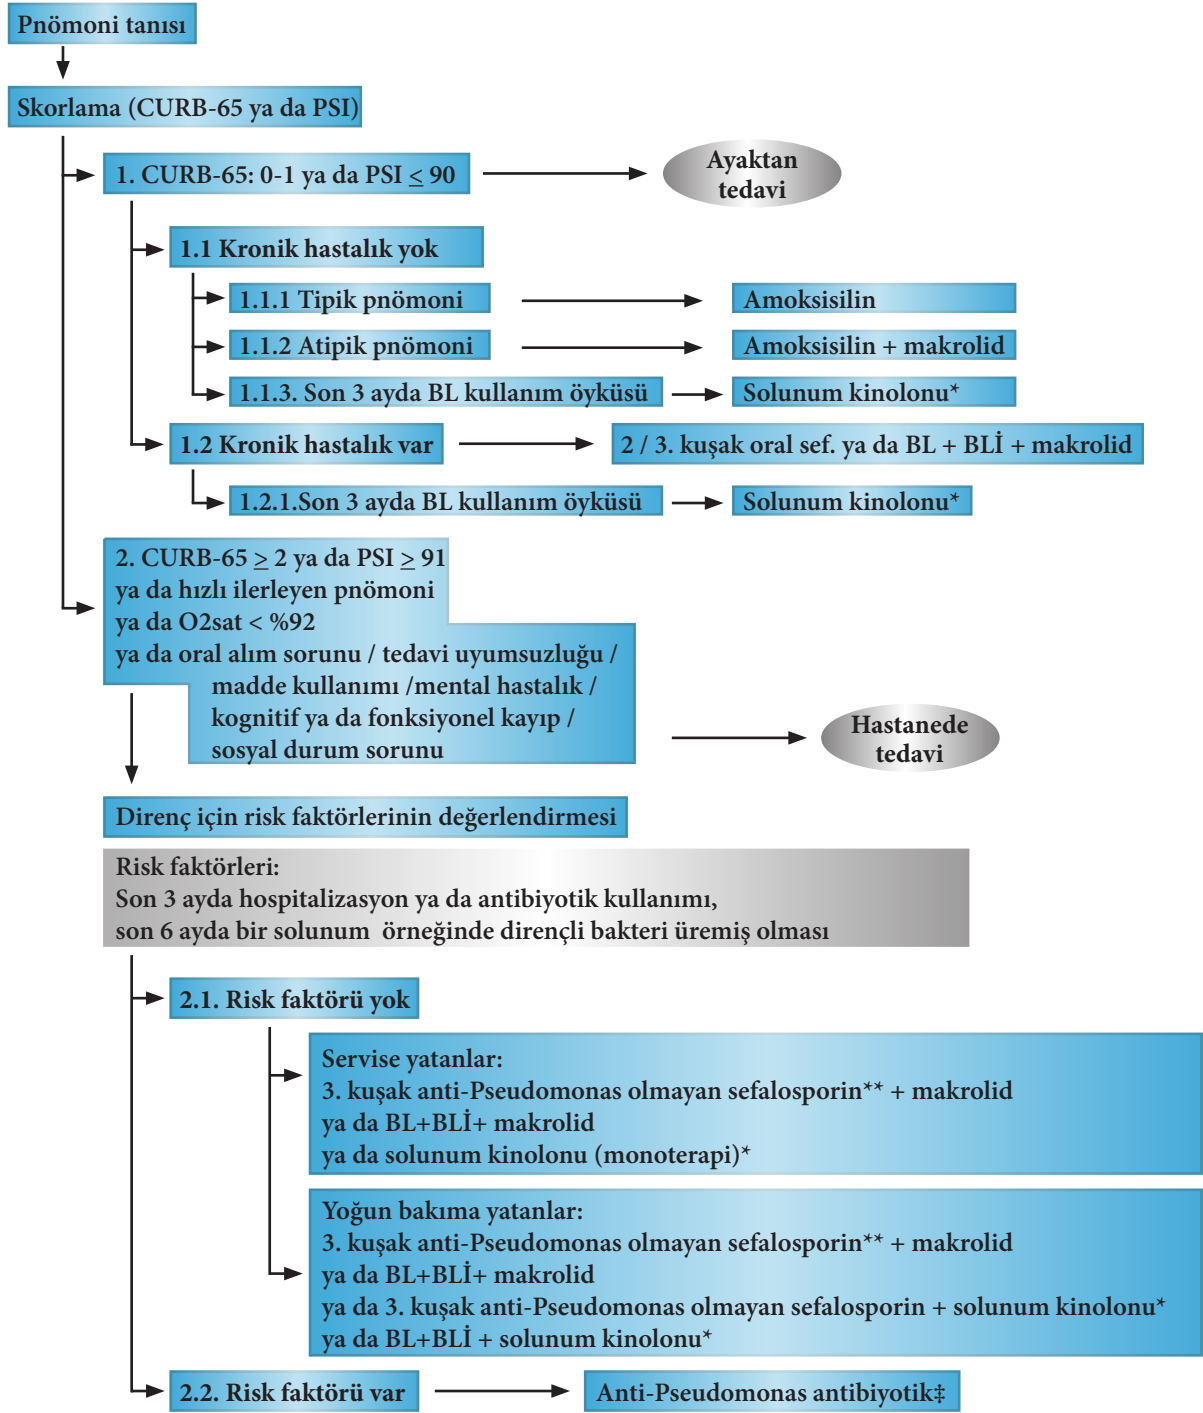 Pnömoni tanısı
Skorlama (CURB-65 ya da PSI)
1. CURB-65: 0-1 ya da PSI ≤ 90
Ayaktan
tedavi
1.1 Kronik hastalık yok
1.1.1 Tipik pnömoni
Amoksisilin
1.1.2 Atipik pnömoni
Amoksisilin + makrolid
1.1.3. Son 3 ayda BL kullanım öyküsü
Solunum kinolonu*
1.2 Kronik hastalık var
2 / 3. kuşak oral sef. ya da BL + BLİ + makrolid
1.2.1.Son 3 ayda BL kullanım öyküsü
Solunum kinolonu*
2. CURB-65 ≥ 2 ya da PSI ≥ 91
ya da hızlı ilerleyen pnömoni
ya da O2sat < %92
ya da oral alım sorunu / tedavi uyumsuzluğu /
madde kullanımı /mental hastalık /
kognitif ya da fonksiyonel kayıp /
sosyal durum sorunu
Hastanede
tedavi
Direnç için risk faktörlerinin değerlendirmesi
Risk faktörleri:
Son 3 ayda hospitalizasyon ya da antibiyotik kullanımı,
son 6 ayda bir solunum örneğinde dirençli bakteri üremiş olması
2.1. Risk faktörü yok
Servise yatanlar:
3. kuşak anti-Pseudomonas olmayan sefalosporin** + makrolid
ya da BL+BLİ+ makrolid
ya da solunum kinolonu (monoterapi)*
Yoğun bakıma yatanlar:
3. kuşak anti-Pseudomonas olmayan sefalosporin** + makrolid
ya da BL+BLİ+ makrolid
ya da 3. kuşak anti-Pseudomonas olmayan sefalosporin + solunum kinolonu*
ya da BL+BLİ + solunum kinolonu*
2.2. Risk faktörü var
Anti-Pseudomonas antibiyotik‡